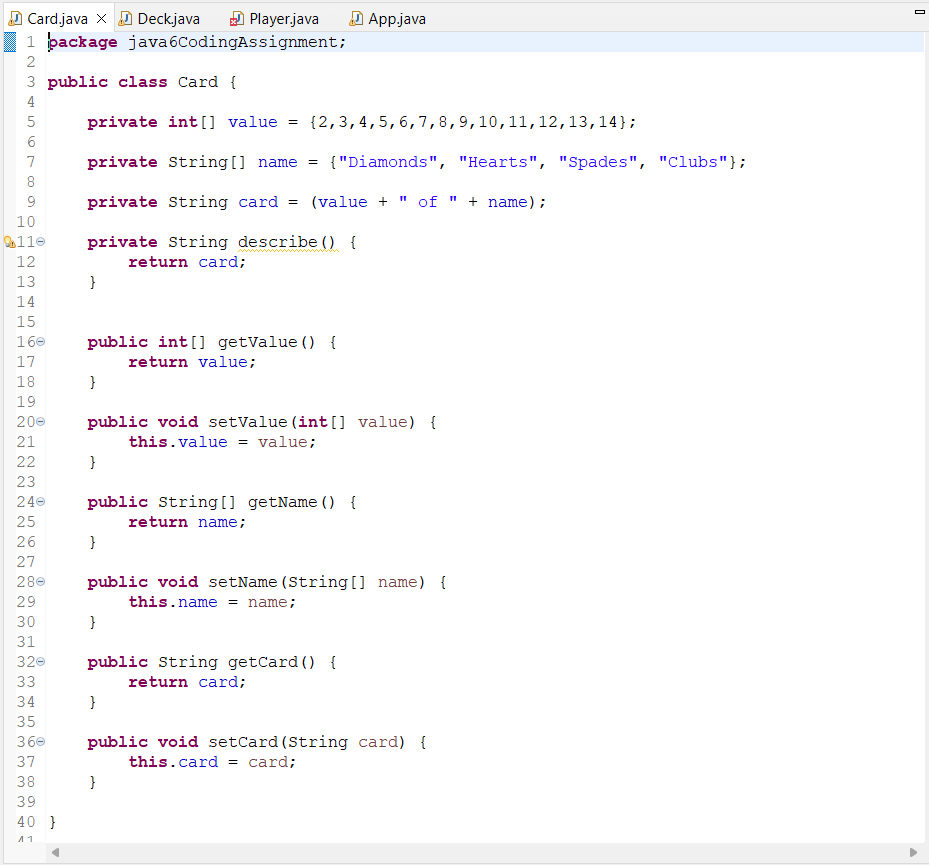 Card.java Deck.java Player.java App.java
1 package java6CodingAssignment;
2
3 public class Card {
4
5     private int[] value = {2,3,4,5,6,7,8,9,10,11,12,13,14};
6
7     private String[] name = {"Diamonds", "Hearts", "Spades", "Clubs"};
8
9     private String card = (value + " of " + name);
10
11     private String describe() {
12         return card;
13     }
14
15
16     public int[] getValue() {
17         return value;
18     }
19
20     public void setValue(int[] value) {
21         this.value = value;
22     }
23
24     public String[] getName() {
25         return name;
26     }
27
28     public void setName(String[] name) {
29         this.name = name;
30     }
31
32     public String getCard() {
33         return card;
34     }
35
36     public void setCard(String card) {
37         this.card = card;
38     }
39
40 }
41